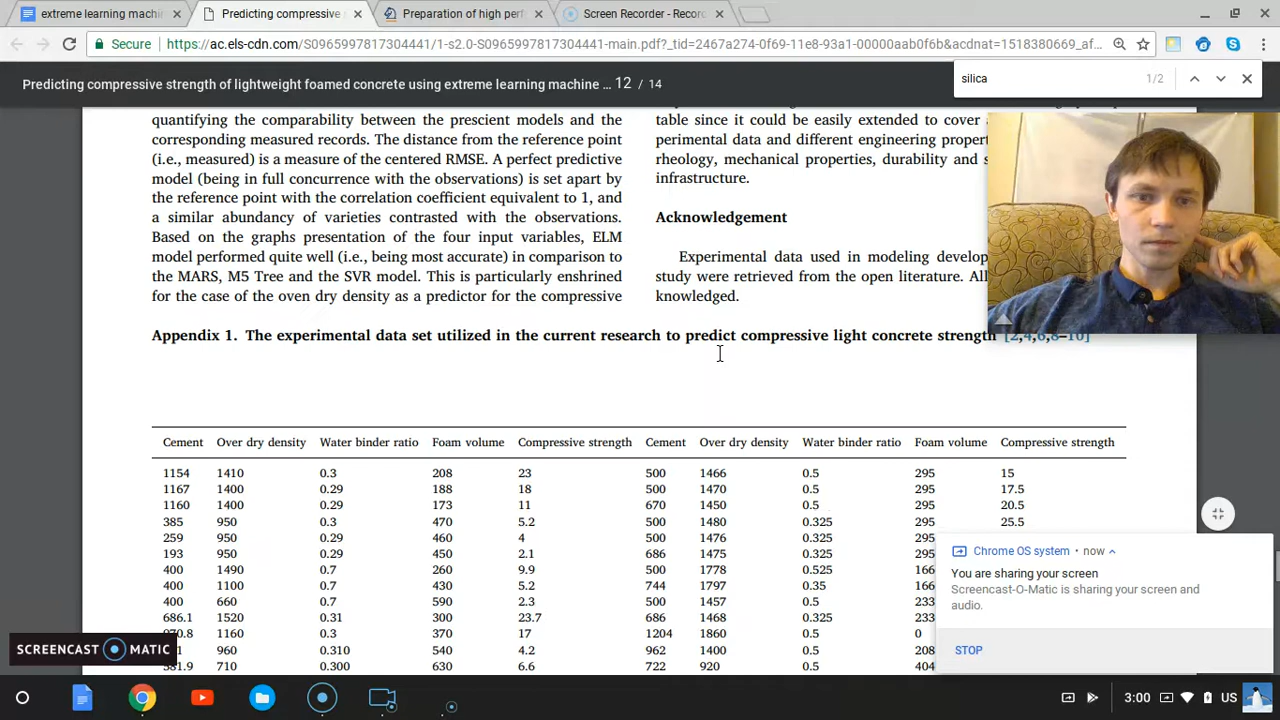 extreme learning machin
Predicting compressive
Preparation of high perf
Screen Recorder - Recor
Secure
https://ac.els-cdn.com/S0965997817304441/1-s2.0-S0965997817304441-main.pdf?_tid=2467a274-0f69-11e8-93a1-00000aab0f6b&acdnat=1518380669_af...
Predicting compressive strength of lightweight foamed concrete using extreme learning machine ... 12 / 14
silica 1/2
quantifying the comparability between the prescient models and the
corresponding measured records. The distance from the reference point
(i.e., measured) is a measure of the centered RMSE. A perfect predictive
model (being in full concurrence with the observations) is set apart by
the reference point with the correlation coefficient equivalent to 1, and
a similar abundancy of varieties contrasted with the observations.
Based on the graphs presentation of the four input variables, ELM
model performed quite well (i.e., being most accurate) in comparison to
the MARS, M5 Tree and the SVR model. This is particularly enshrined
for the case of the oven dry density as a predictor for the compressive
table since it could be easily extended to cover
perimental data and different engineering proper
rheology, mechanical properties, durability and s
infrastructure.
Acknowledgement
Experimental data used in modeling develop
study were retrieved from the open literature. All
knowledged.
Appendix 1. The experimental data set utilized in the current research to predict compressive light concrete strength [2,4,6,8–10]
Cement Over dry density Water binder ratio Foam volume Compressive strength Cement Over dry density Water binder ratio Foam volume Compressive strength
1154 1410 0.3 208 23 500 1466 0.5 295 15
1167 1400 0.29 188 18 500 1470 0.5 295 17.5
1160 1400 0.29 173 11 670 1450 0.5 295 20.5
385 950 0.3 470 5.2 500 1480 0.325 295 25.5
259 950 0.29 460 4 500 1476 0.325 295
193 950 0.29 450 2.1 686 1475 0.325 295
400 1490 0.7 260 9.9 500 1778 0.525 166
400 1100 0.7 430 5.2 744 1797 0.35 166
400 660 0.7 590 2.3 500 1457 0.5 233
686.1 1520 0.31 300 23.7 686 1468 0.325 233
70.8 1160 0.3 370 17 1204 1860 0.5 0
1 960 0.310 540 4.2 962 1400 0.5 208
381.9 710 0.300 630 6.6 722 920 0.5 404
Chrome OS system • now
You are sharing your screen
Screencast-O-Matic is sharing your screen and
audio.
STOP
SCREENCAST MATIC
3:00 US